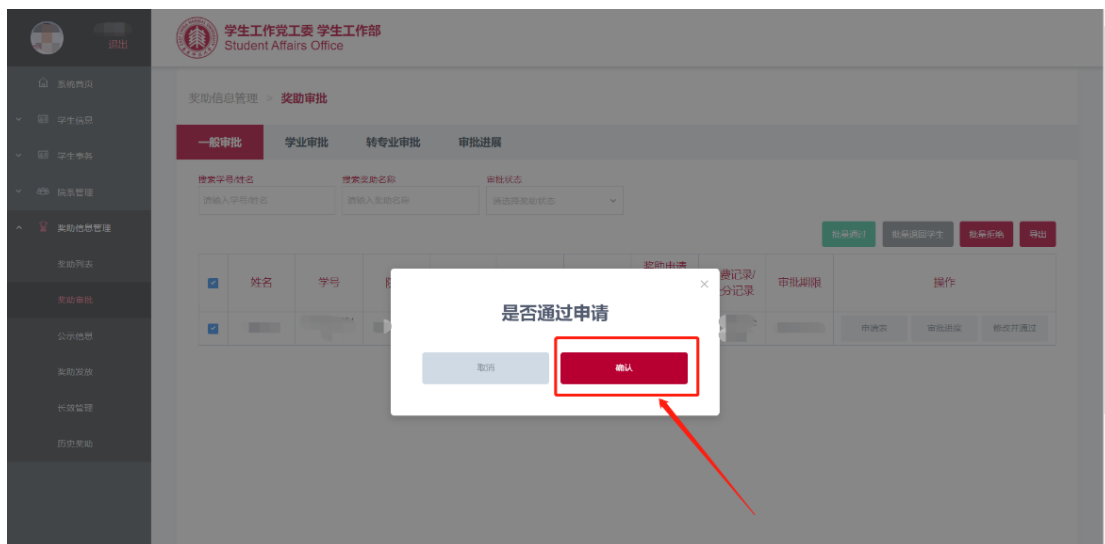 退出
学生工作党工委 学生工作部
Student Affairs Office
系统首页
学生信息
学生事务
信息管理
奖助信息管理
奖助列表
奖助审批
公示信息
奖助发放
长效管理
历史奖助
奖助信息管理 > 奖助审批
一般审批 学业审批 转专业审批 审批进展
搜索学号/姓名 搜索奖助名称 审批状态
请输入学号/姓名 请输入奖助名称 请选择奖助状态
批量通过 批量退回学生 批量拒绝 导出
姓名 学号 审批期限 操作
奖助申请
费记录/
分记录
申请表 审批进度 修改并通过
是否通过申请
取消 确认